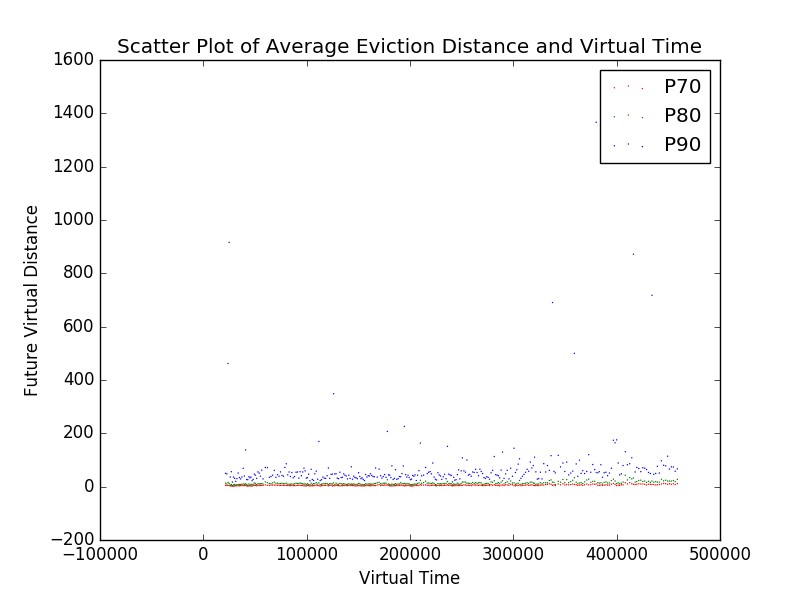 Scatter Plot of Average Eviction Distance and Virtual Time
1600
1400
1200
1000
800
600
400
200
0
−200
Future Virtual Distance
P70
P80
P90
−100000 0 100000 200000 300000 400000 500000
Virtual Time